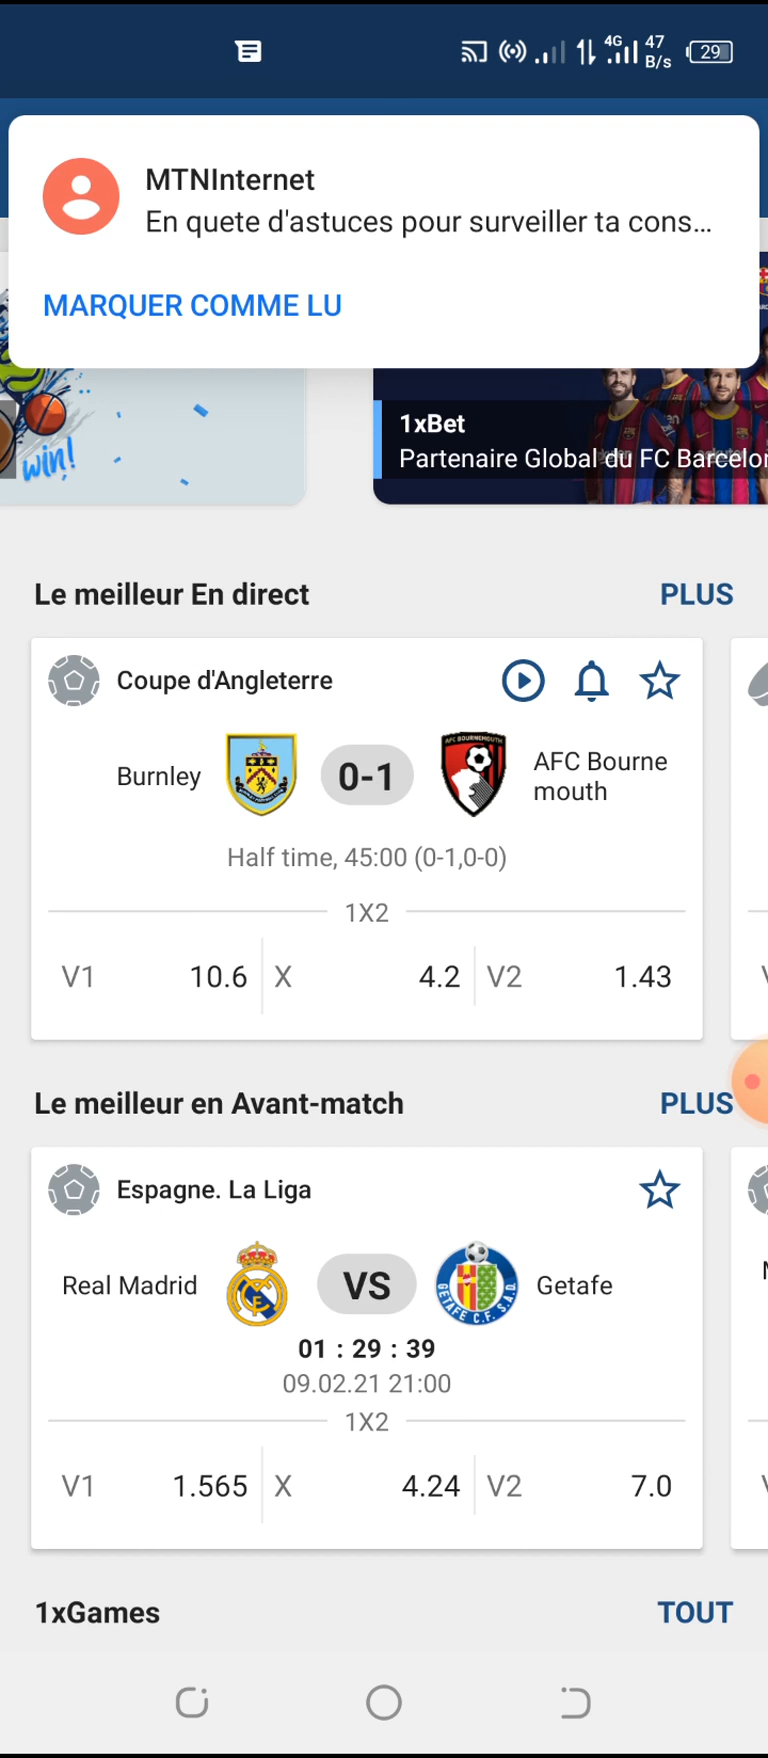 4G 47 B/s 29
MTNInternet
En quete d'astuces pour surveiller ta cons...
MARQUER COMME LU
win!
1xBet
Partenaire Global du FC Barcelo
Le meilleur En direct PLUS
Coupe d'Angleterre
Burnley 0-1 AFC Bourne
mouth
AFC BOURNEMOUTH
Half time, 45:00 (0-1,0-0)
1X2
V1 10.6 X 4.2 V2 1.43
Le meilleur en Avant-match PLUS
Espagne. La Liga
Real Madrid VS Getafe
GETAFE C.F. S.A.D.
01 : 29 : 39
09.02.21 21:00
1X2
V1 1.565 X 4.24 V2 7.0
1xGames TOUT